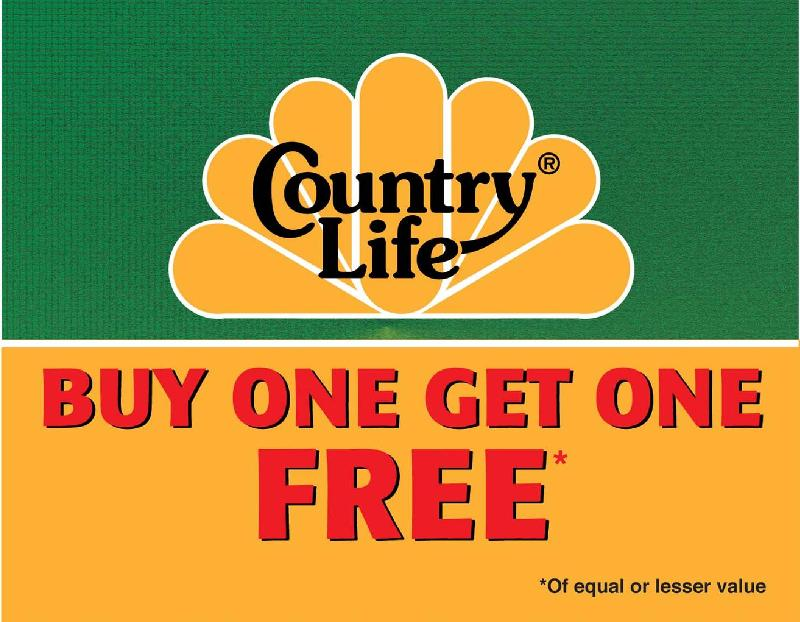 Country®
Life
BUY ONE GET ONE
FREE*
*Of equal or lesser value